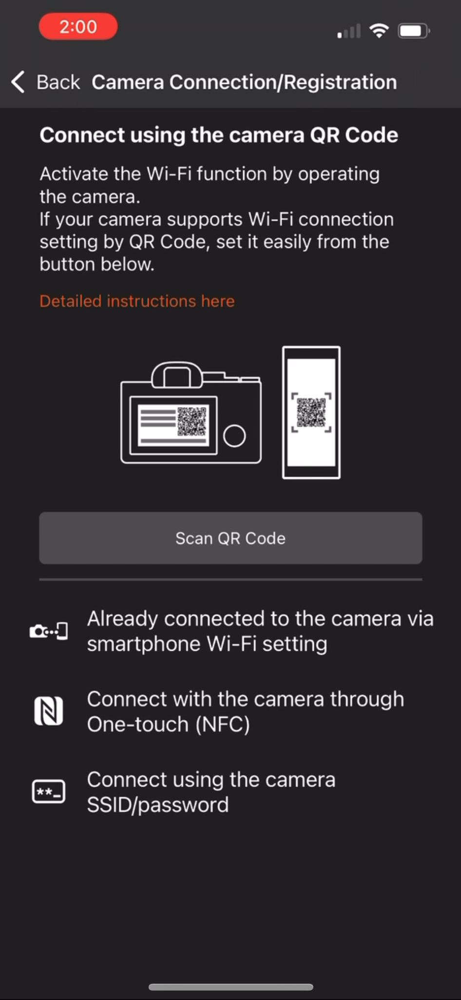 2:00
Back Camera Connection/Registration
Connect using the camera QR Code
Activate the Wi-Fi function by operating
the camera.
If your camera supports Wi-Fi connection
setting by QR Code, set it easily from the
button below.
Detailed instructions here
Scan QR Code
Already connected to the camera via
smartphone Wi-Fi setting
Connect with the camera through
One-touch (NFC)
**_
Connect using the camera
SSID/password